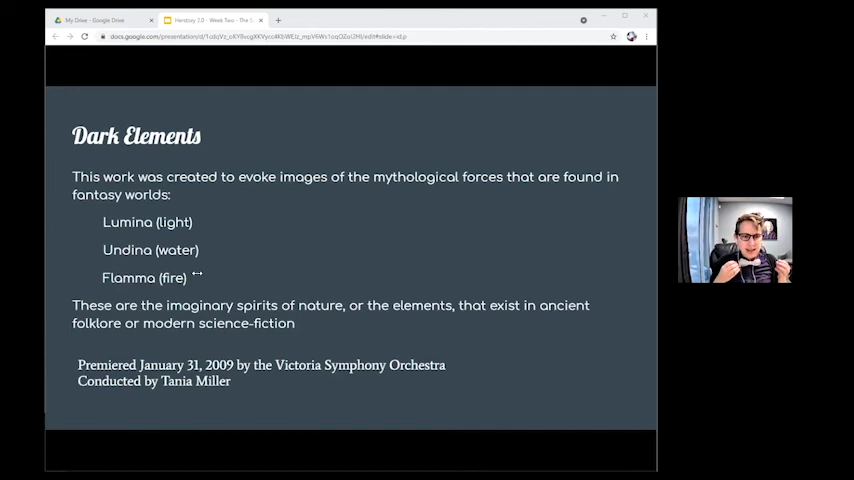 My Drive - Google Drive
Herstory 2.0 - Week Two - The
Dark Elements
This work was created to evoke images of the mythological forces that are found in
fantasy worlds:
Lumina (light)
Undina (water)
Flamma (fire)
These are the imaginary spirits of nature, or the elements, that exist in ancient
folklore or modern science-fiction
Premiered January 31, 2009 by the Victoria Symphony Orchestra
Conducted by Tania Miller